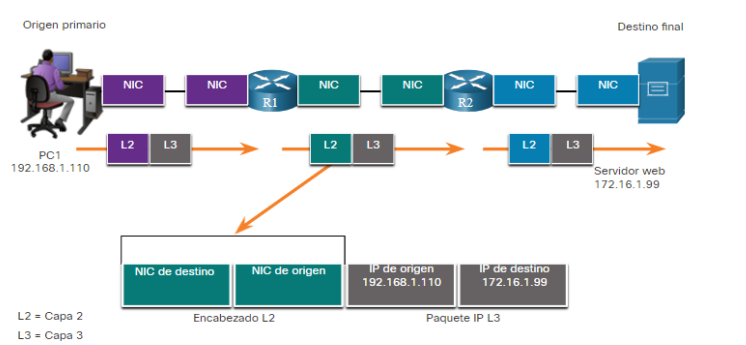 Origen primario
Destino final
NIC
NIC
NIC
NIC
NIC
NIC
R1
R2
L2
L3
L2
L3
L2
L3
PC1
192.168.1.110
Servidor web
172.16.1.99
NIC de destino
NIC de origen
IP de origen
192.168.1.110
IP de destino
172.16.1.99
Encabezado L2
Paquete IP L3
L2 = Capa 2
L3 = Capa 3